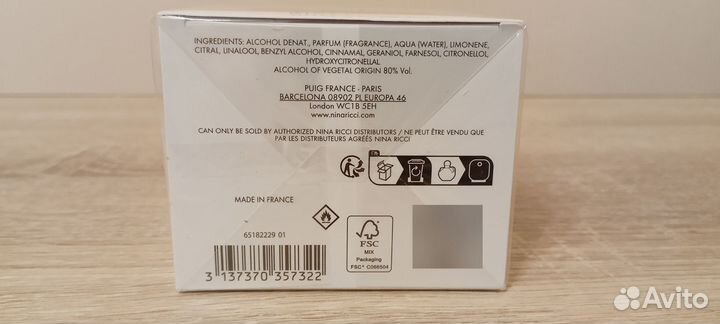 INGREDIENTS: ALCOHOL DENAT., PARFUM (FRAGRANCE), AQUA (WATER), LIMONENE,
CITRAL, LINALOOL, BENZYL ALCOHOL, CINNAMAL, GERANIOL, FARNESOL, CITRONELLOL,
HYDROXYCITRONELLAL
ALCOHOL OF VEGETAL ORIGIN 80% Vol.
PUIG FRANCE - PARIS
BARCELONA 08902 PL EUROPA 46
London WC1B 5EH
www.ninaricci.com
CAN ONLY BE SOLD BY AUTHORIZED NINA RICCI DISTRIBUTORS / NE PEUT ÊTRE VENDU QUE
PAR LES DISTRIBUTEURS AGRÉÉS NINA RICCI
MADE IN FRANCE
65182229 01
3 137370 357322
FSC
MIX
Packaging
FSC® C066504
Avito